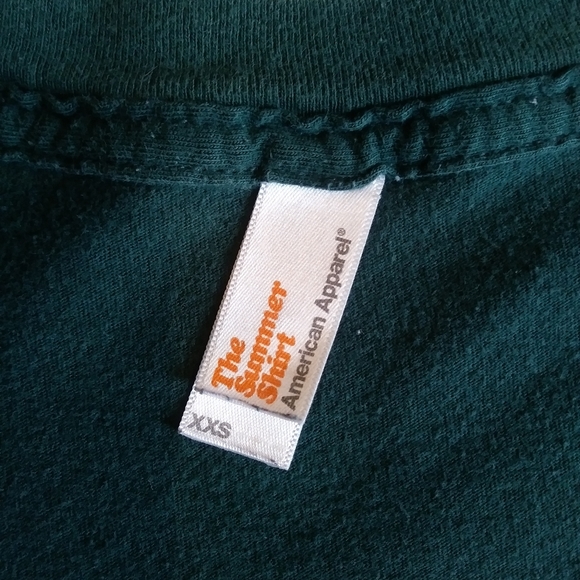 The
Summer
Shirt
American Apparel®
XXS